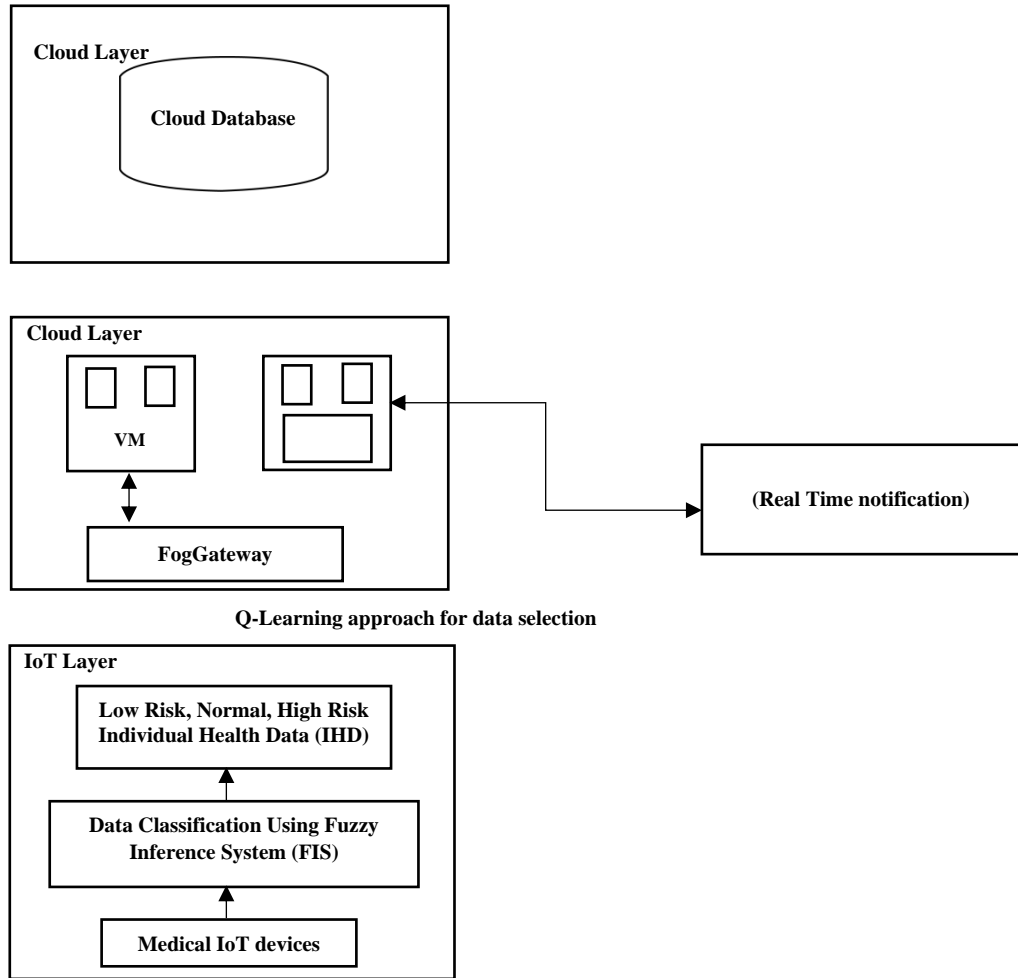 Cloud Layer
Cloud Database
Cloud Layer
VM
FogGateway
(Real Time notification)
Q-Learning approach for data selection
IoT Layer
Low Risk, Normal, High Risk
Individual Health Data (IHD)
Data Classification Using Fuzzy
Inference System (FIS)
Medical IoT devices